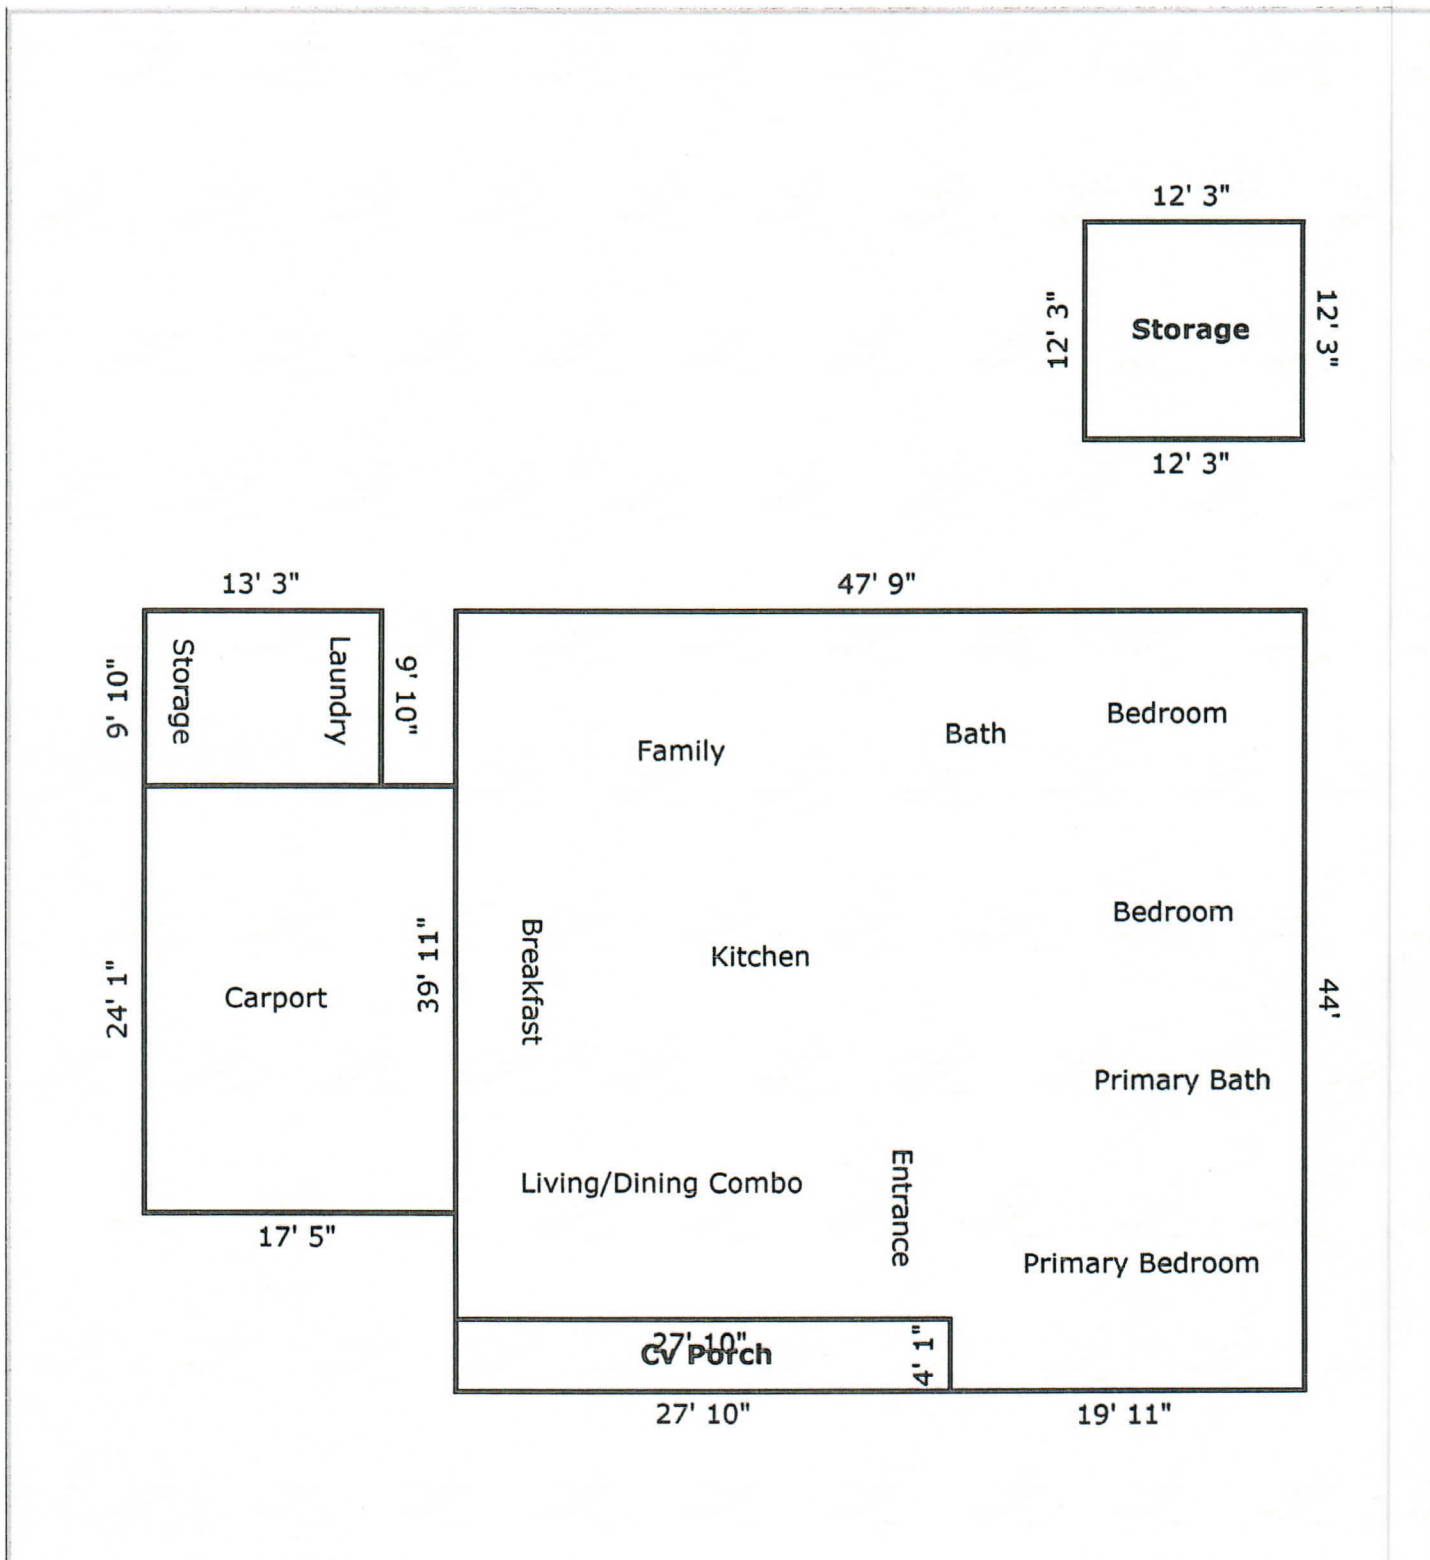 12' 3"
12' 3"
Storage
12' 3"
12' 3"
13' 3"
47' 9"
9' 10"
Storage
Laundry
9' 10"
Family
Bath
Bedroom
Breakfast
Kitchen
Bedroom
24' 1"
Carport
39' 11"
44'
Primary Bath
Living/Dining Combo
Entrance
17' 5"
Primary Bedroom
27' 10"
Cv Porch
4' 1"
27' 10"
19' 11"